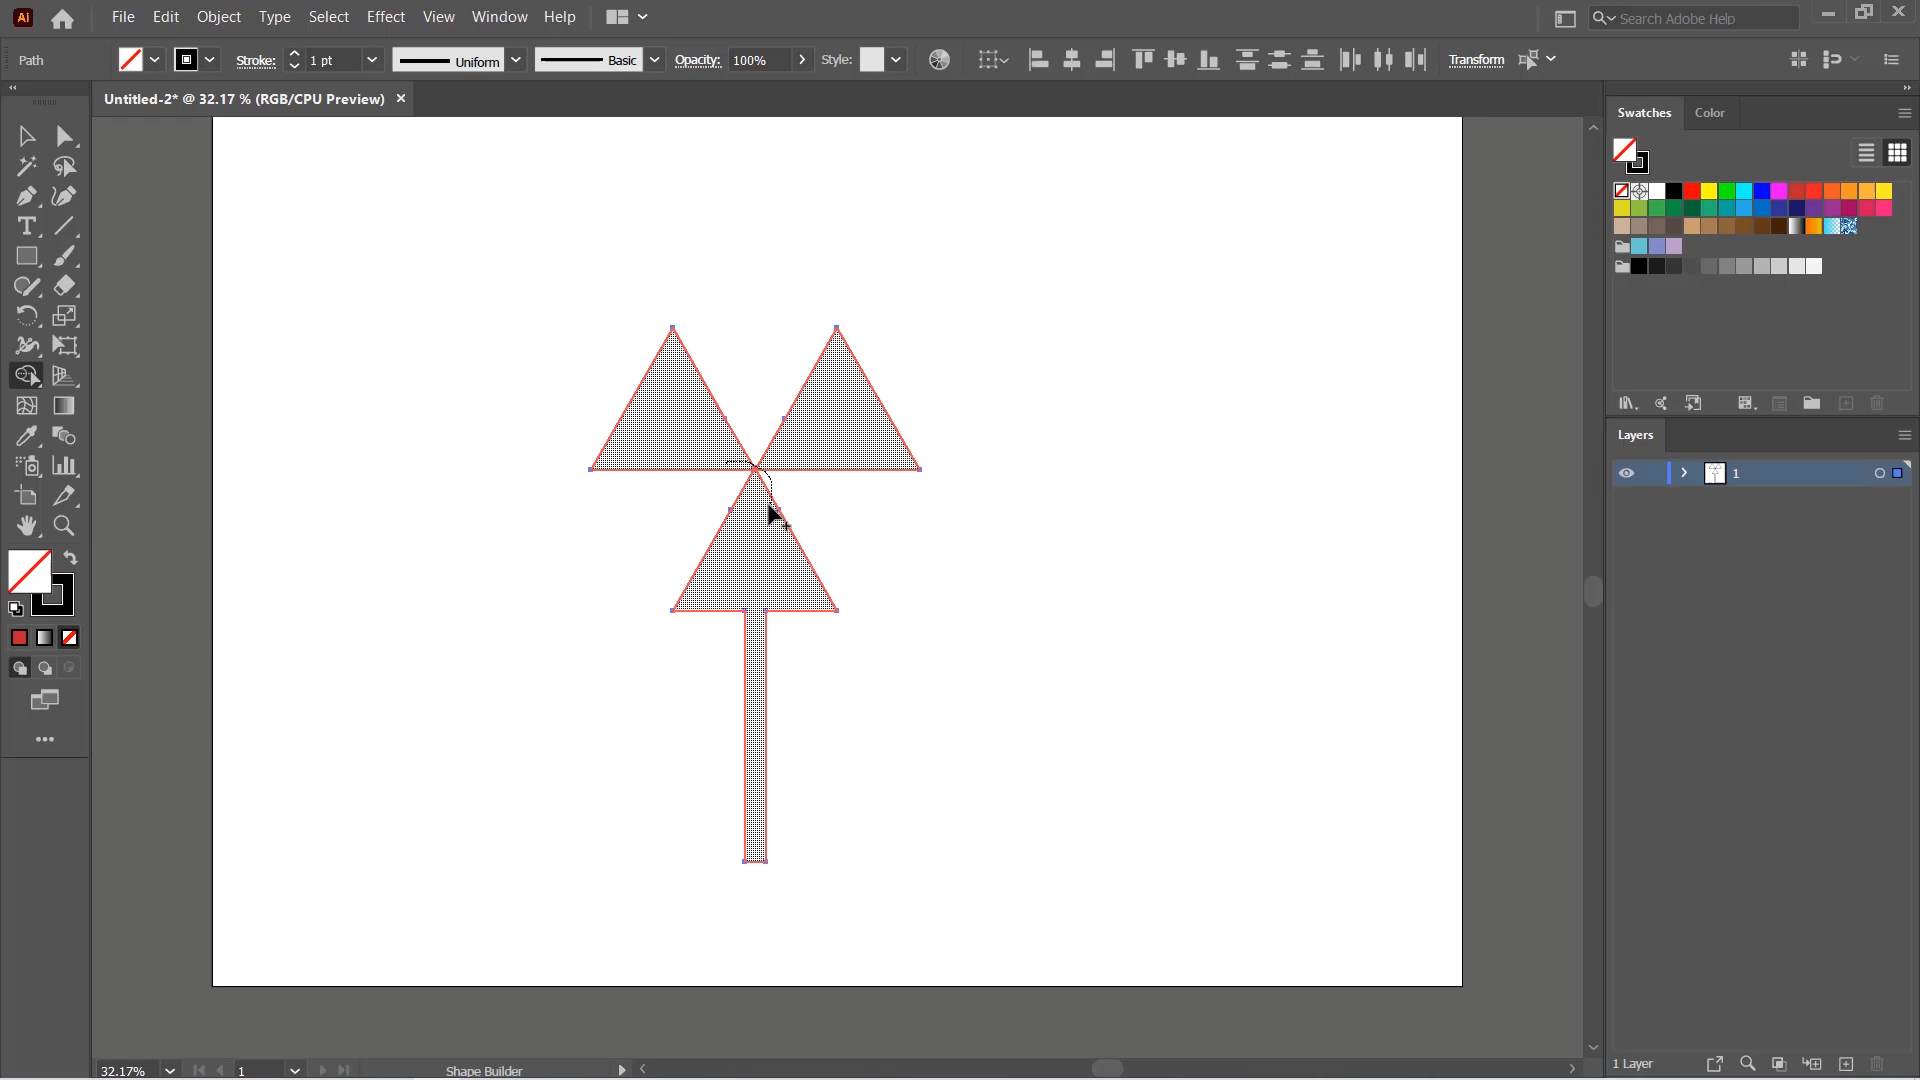 Ai File Edit Object Type Select Effect View Window Help Search Adobe Help
Path Stroke: 1 pt Uniform Basic Opacity: 100% Style: Transform
Untitled-2* @ 32.17 % (RGB/CPU Preview)
Swatches Color
Layers
1
1 Layer
32.17% 1 Shape Builder